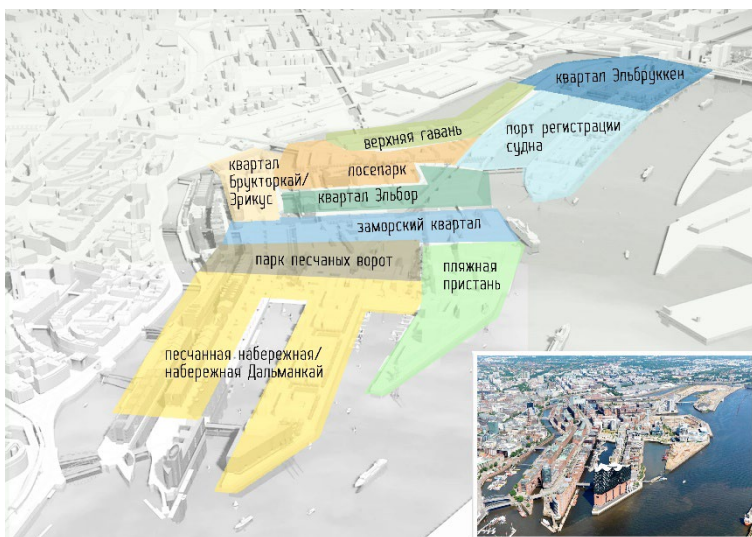 квартал Эльбруккен
верхняя гавань
порт регистрации
судна
квартал
Брукторкай/
Эрикус
лосепарк
квартал Эльбор
заморский квартал
парк песчаных ворот
пляжная
пристань
песчанная набережная/
набережная Дальманкай